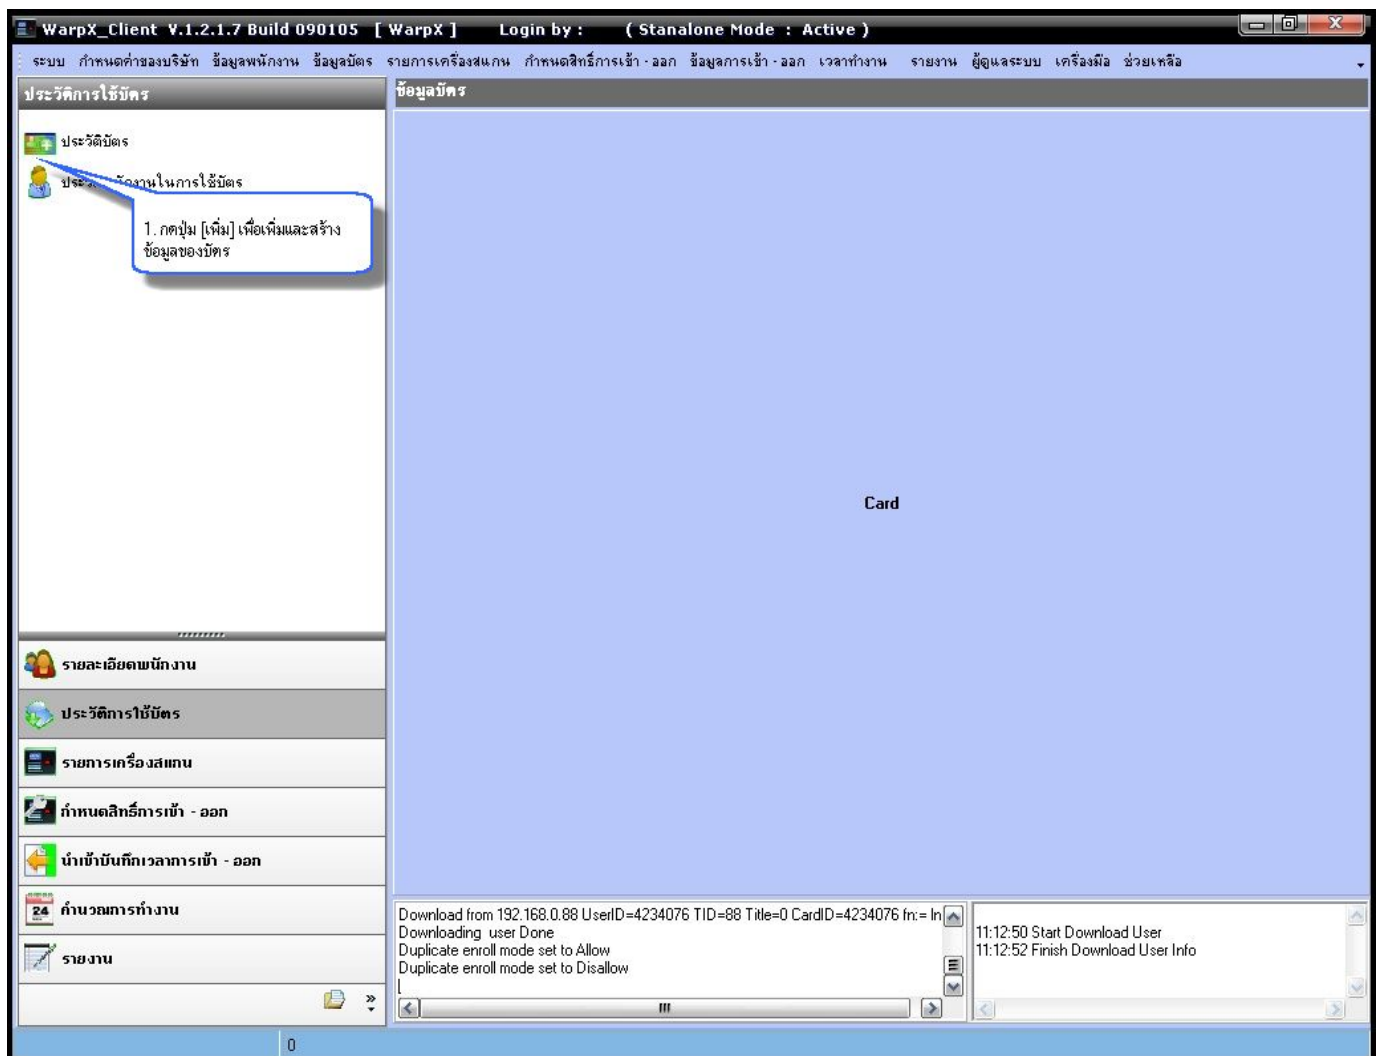 WarpX_Client V.1.2.1.7 Build 090105 [ WarpX ] Login by : ( Stanalone Mode : Active )
ระบบ กำหนดค่าของบริษัท ข้อมูลพนักงาน ข้อมูลบัตร รายการเครื่องสแกน กำหนดสิทธิ์การเข้า - ออก ข้อมูลการเข้า - ออก เวลาทำงาน รายงาน ผู้ดูแลระบบ เครื่องมือ ช่วยเหลือ
ประวัติการใช้บัตร
ข้อมูลบัตร
ประวัติบัตร
งานในการใช้บัตร
1. กดปุ่ม [เพิ่ม] เพื่อเพิ่มและสร้าง
ข้อมูลของบัตร
Card
รายละเอียดพนักงาน
ประวัติการใช้บัตร
รายการเครื่องสแกน
กำหนดสิทธิ์การเข้า - ออก
นำเข้าบันทึกเวลาการเข้า - ออก
24 คำนวณการทำงาน
รายงาน
Download from 192.168.0.88 UserID=4234076 TID=88 Title=0 CardID=4234076 fn:= In
Downloading user Done
Duplicate enroll mode set to Allow
Duplicate enroll mode set to Disallow
11:12:50 Start Download User
11:12:52 Finish Download User Info
0